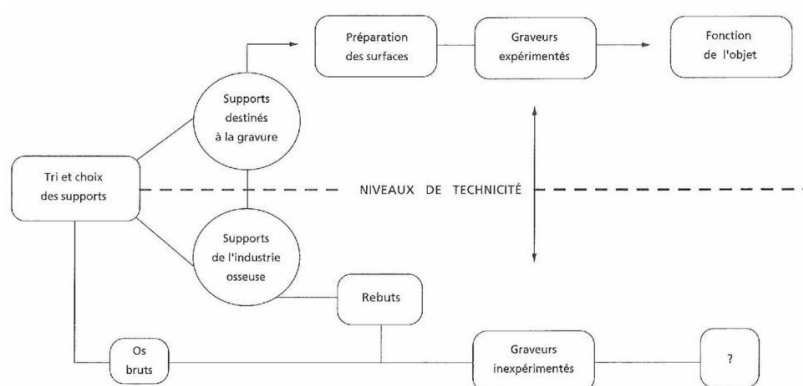 Préparation
des surfaces
Graveurs
expérimentés
Fonction
de l'objet
Supports
destinés
à la gravure
Tri et choix
des supports
NIVEAUX DE TECHNICITÉ
Supports
de l'industrie
osseuse
Rebuts
Os
bruts
Graveurs
inexpérimentés
?